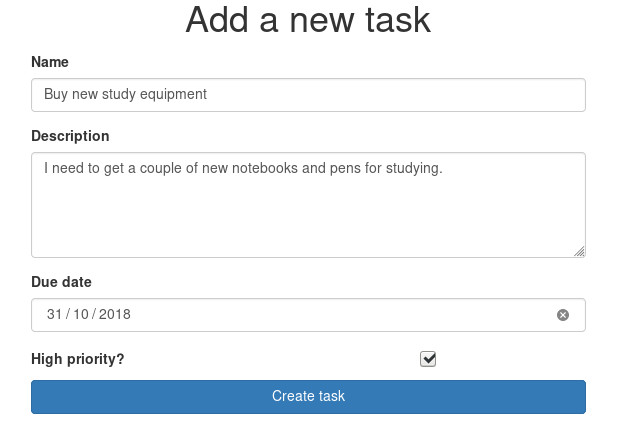 Add a new task
Name
Buy new study equipment
Description
I need to get a couple of new notebooks and pens for studying.
Due date
31 / 10 / 2018
High priority?
Create task